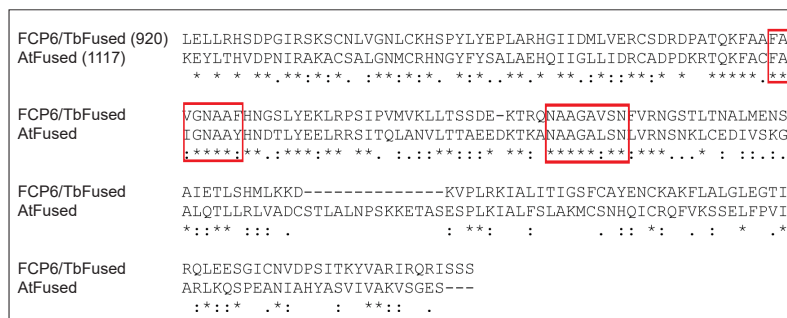 FCP6/TbFused (920) LELLRHSDPGIRSKSCNLVGNLCKHSPYLYEPLARHGIIDMLVERCSDRDPATQKFAAFA
AtFused (1117) KEYLTHVDPNIRAKACSALGNMCRHNGYFYSALAEHQIIGLLIDRCADPDKRTQKFACFA
* * **.**:*:*. :**:*:*. *:* .**.* ** :*::**:* * *****.**
FCP6/TbFused VGNAAFHNGSLYEKLRPSIPVMVKLLTSSDE-KTRQNAAGAVSNFVRNGSTLTNALMENS
AtFused IGNAAYHNDTLYEELRRSITQLANVLTTAEEDKTKANAAGALSNLVRNSNKLCEDIVSKG
:****:**.:***:** ** :.::**:::* **: *****:**:***...* : ::.:.
FCP6/TbFused AIETLSHMLKKD--------------KVPLRKIALITIGSFCAYENCKAKFLALGLEGTI
AtFused ALQTLLRLVADCSTLALNPSKKETASESPLKIALFSLAKMCSNHQICRQFVKSSELFPVI
*::** ::: . : **: :. . . : * .*
FCP6/TbFused RQLEESGICNVDPSITKYVARIRQRISSS
AtFused ARLKQSPEANIAHYASVIVAKVSGES---
:*::* .*: : **:: .